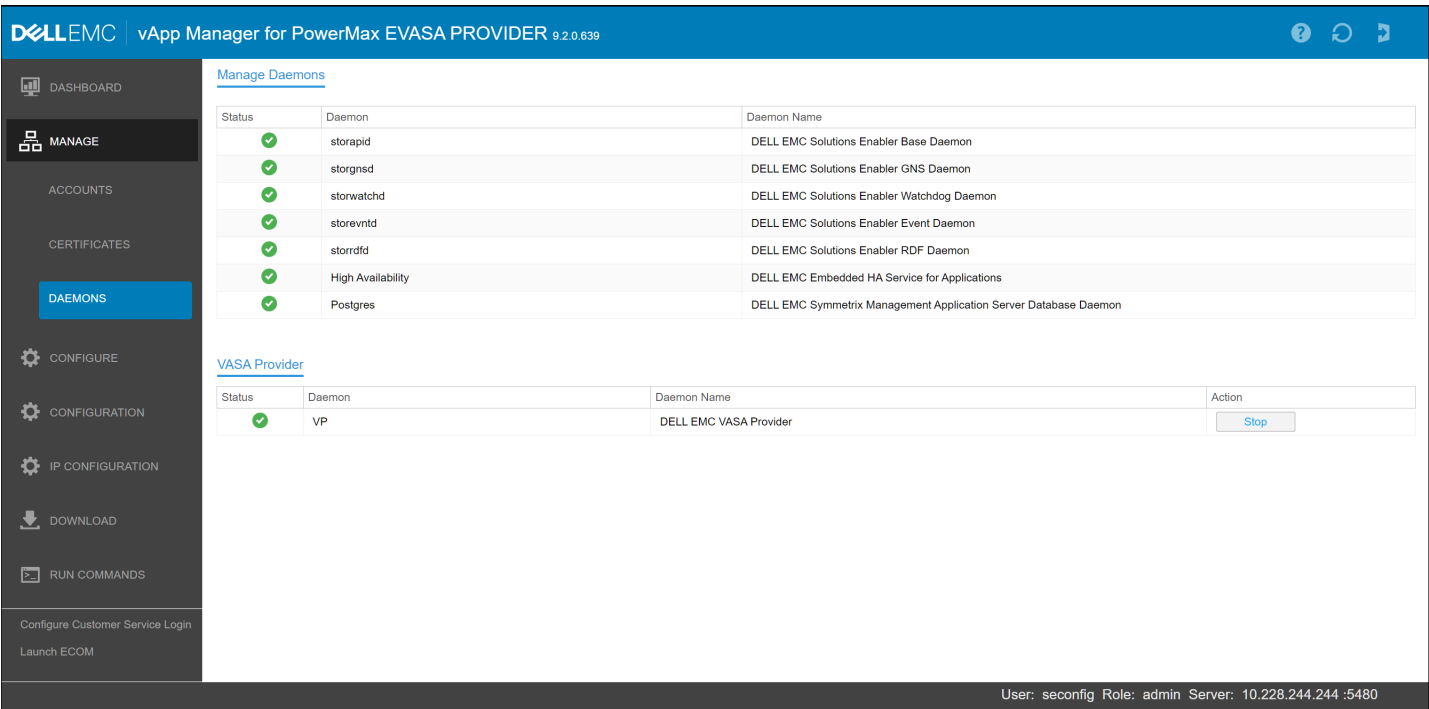 DELLEMC vApp Manager for PowerMax EVASA PROVIDER 9.2.0.639
DASHBOARD
MANAGE
ACCOUNTS
CERTIFICATES
DAEMONS
CONFIGURE
CONFIGURATION
IP CONFIGURATION
DOWNLOAD
RUN COMMANDS
Configure Customer Service Login
Launch ECOM
Manage Daemons
Status Daemon Daemon Name
storapid DELL EMC Solutions Enabler Base Daemon
storgnsd DELL EMC Solutions Enabler GNS Daemon
storwatchd DELL EMC Solutions Enabler Watchdog Daemon
storevntd DELL EMC Solutions Enabler Event Daemon
storrdfd DELL EMC Solutions Enabler RDF Daemon
High Availability DELL EMC Embedded HA Service for Applications
Postgres DELL EMC Symmetrix Management Application Server Database Daemon
VASA Provider
Status Daemon Daemon Name Action
VP DELL EMC VASA Provider Stop
User: seconfig Role: admin Server: 10.228.244.244 :5480